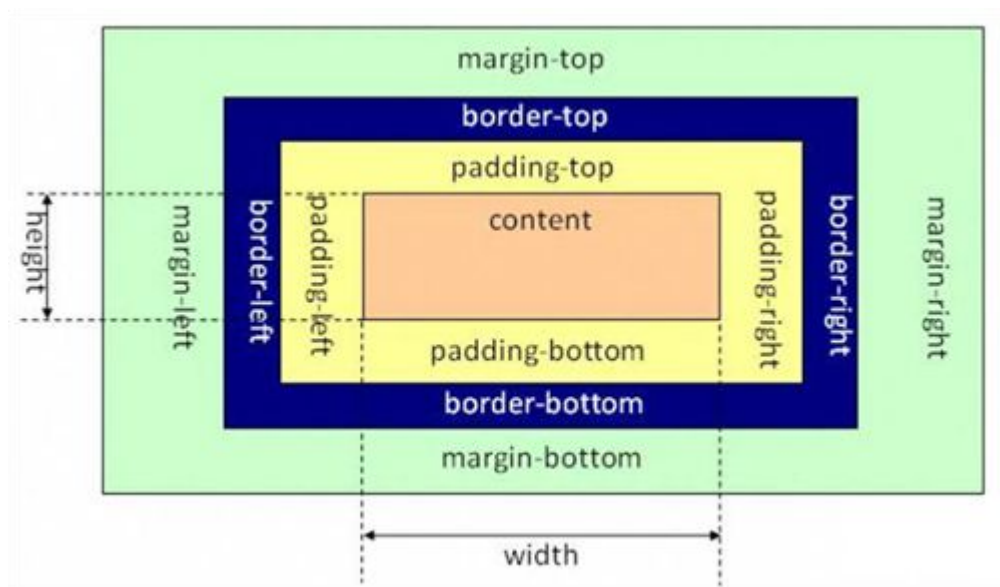 margin-top
border-top
padding-top
content
height
margin-left
border-left
padding-left
padding-right
border-right
margin-right
padding-bottom
border-bottom
margin-bottom
width